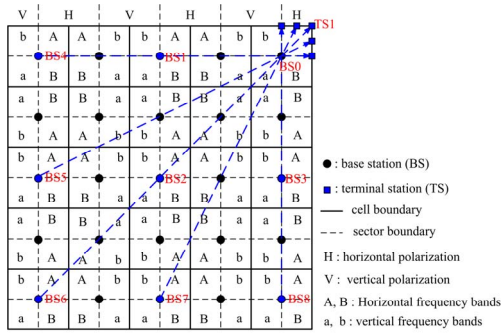 V H V H V H
TS1
b A A b b A A b b A
BS4 BS1 BS0
a B B a a B B a a B
a B B a a B B a a B
b A A b b A A b b A
b A A b b A A b b A
BS5 BS2 BS3
a B B a a B B a a B
a B B a a B B a a B
b A A b b A A b b A
b A A b b A A b b A
BS6 BS7 BS8
a B B a a B B a a B
: base station (BS)
: terminal station (TS)
cell boundary
sector boundary
H : horizontal polarization
V : vertical polarization
A, B : Horizontal frequency bands
a, b : vertical frequency bands